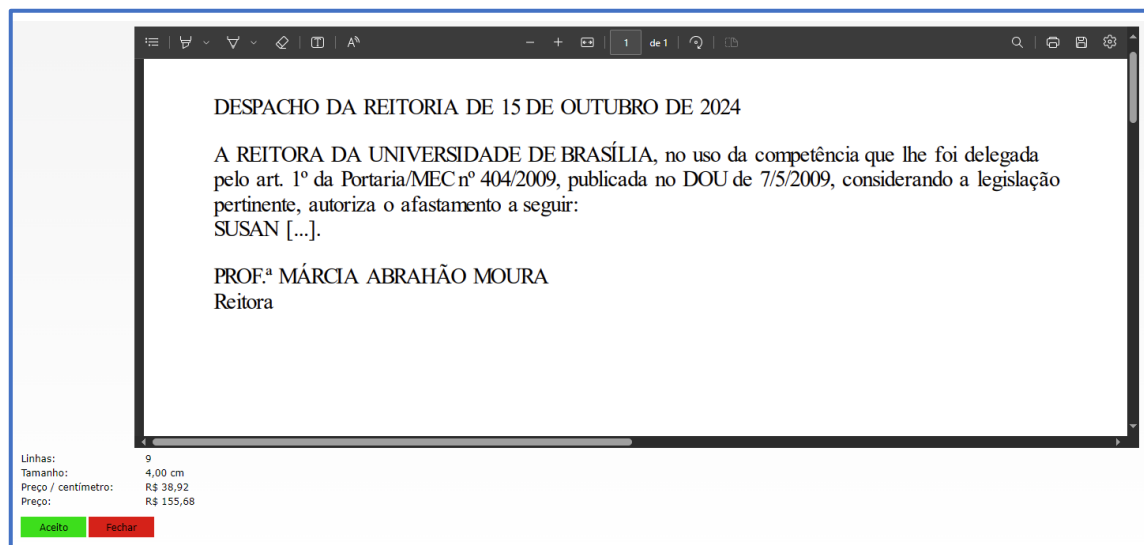 1 de 1
DESPACHO DA REITORIA DE 15 DE OUTUBRO DE 2024
A REITORA DA UNIVERSIDADE DE BRASÍLIA, no uso da competência que lhe foi delegada
pelo art. 1º da Portaria/MEC nº 404/2009, publicada no DOU de 7/5/2009, considerando a legislação
pertinente, autoriza o afastamento a seguir:
SUSAN [...].
PROF.ª MÁRCIA ABRAHÃO MOURA
Reitora
Linhas: 9
Tamanho: 4,00 cm
Preço / centímetro: R$ 38,92
Preço: R$ 155,68
Aceito Fechar